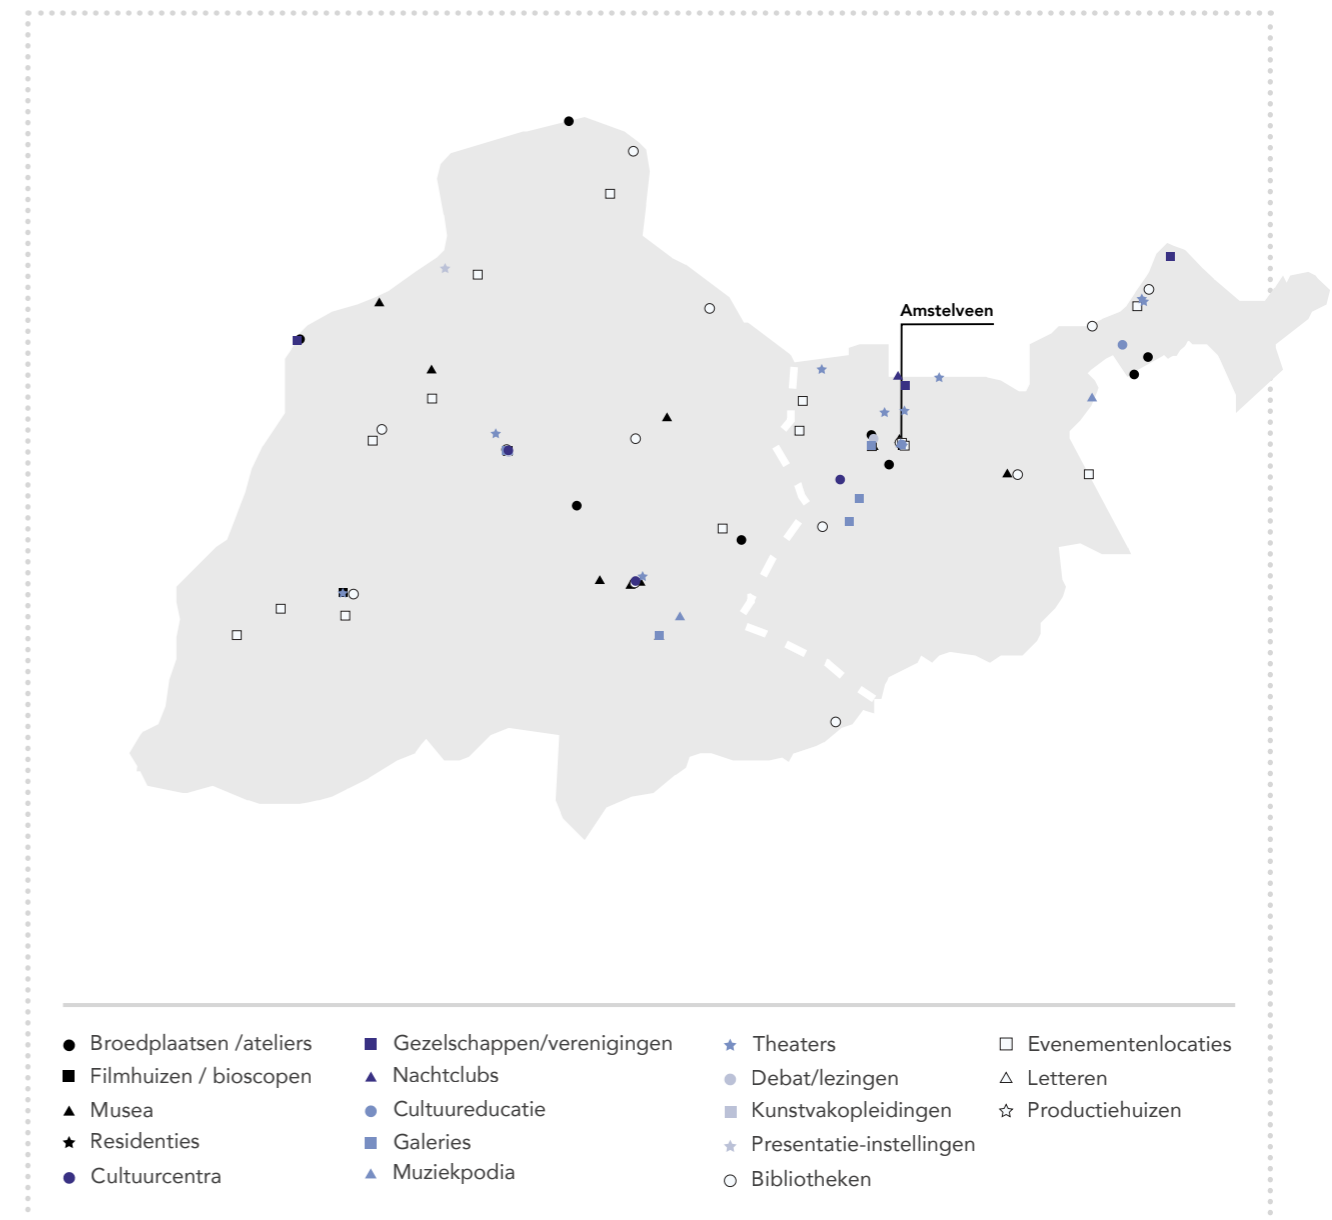 Amstelveen
Broedplaatsen /ateliers
Filmhuizen / bioscopen
Musea
Residenties
Cultuurcentra
Gezelschappen/verenigingen
Nachtclubs
Cultuureducatie
Galeries
Muziekpodia
Theaters
Debat/lezingen
Kunstvakopleidingen
Presentatie-instellingen
Bibliotheken
Evenementenlocaties
Letteren
Productiehuizen